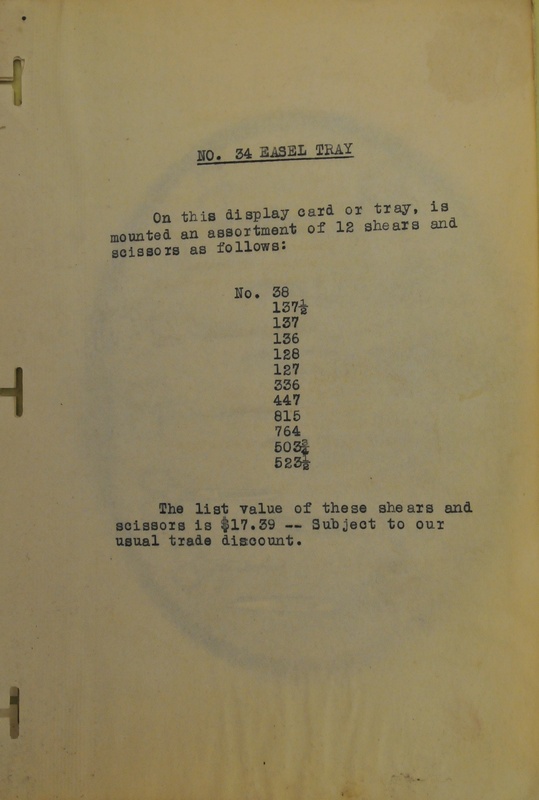 NO. 34 EASEL TRAY
On this display card or tray, is
mounted an assortment of 12 shears and
scissors as follows:
No. 38
137½
137
136
128
127
336
447
815
764
503¾
523½
The list value of these shears and
scissors is $17.39 -- Subject to our
usual trade discount.